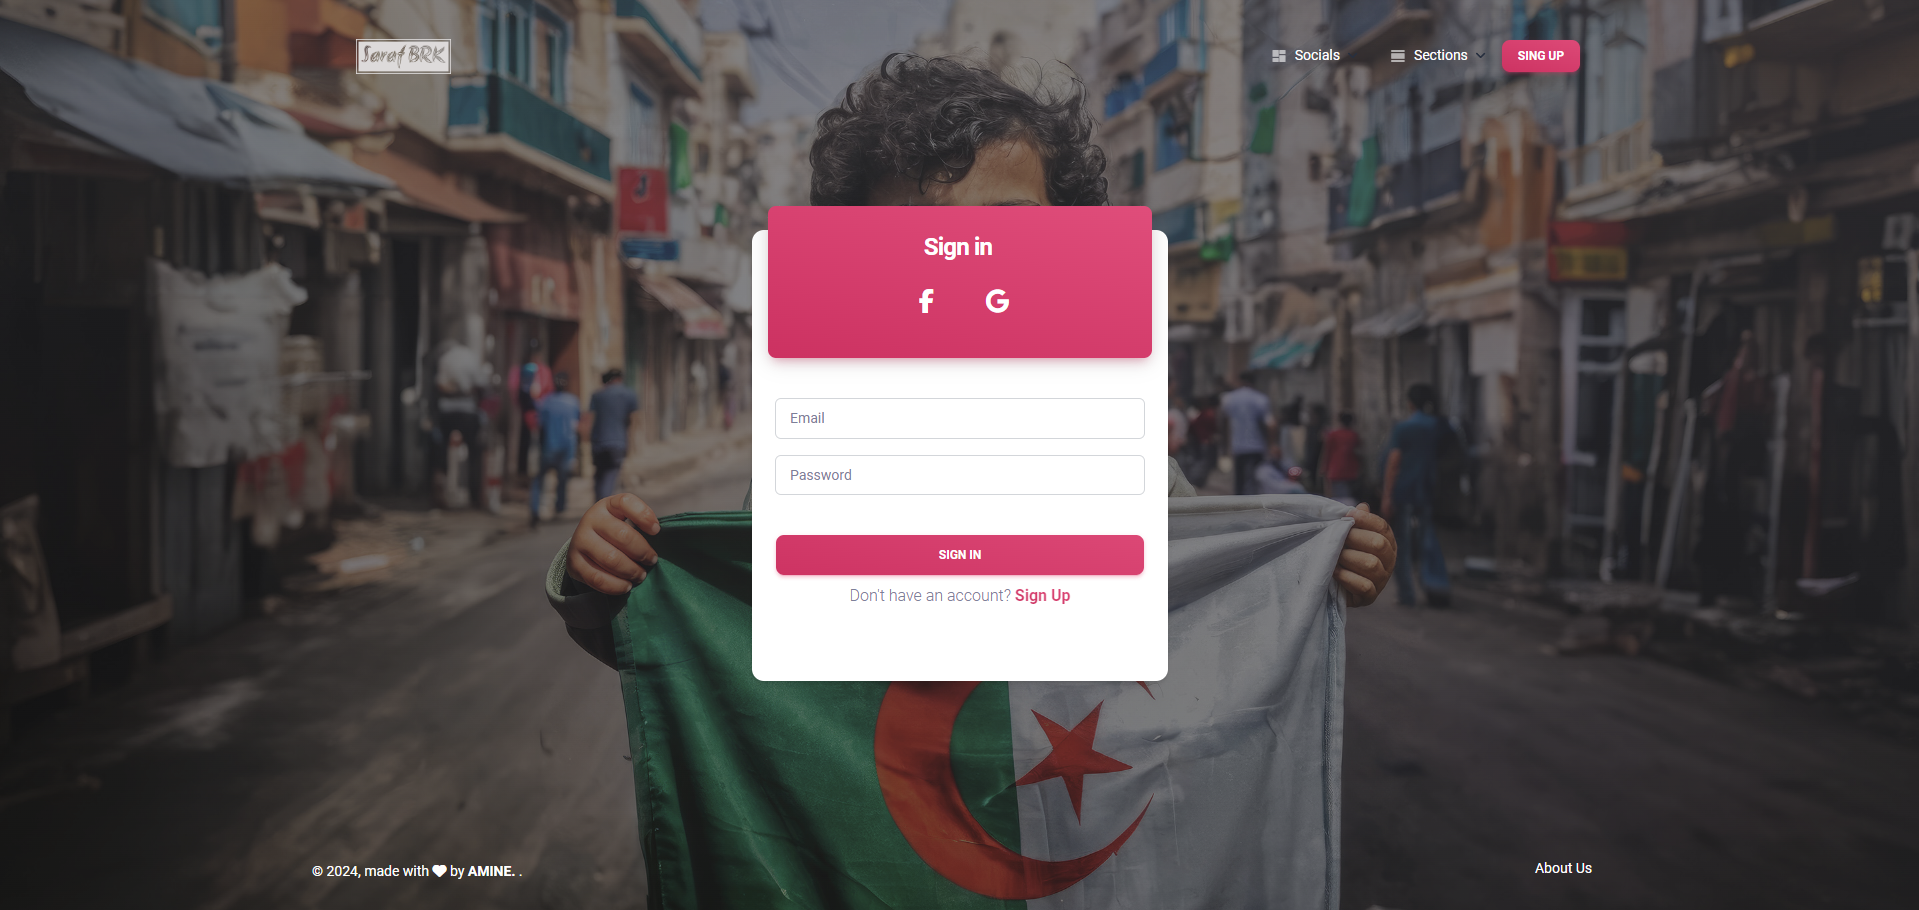 Saraf BRK
Socials
Sections
SING UP
Sign in
Email
Password
SIGN IN
Don't have an account? Sign Up
© 2024, made with by AMINE. .
About Us